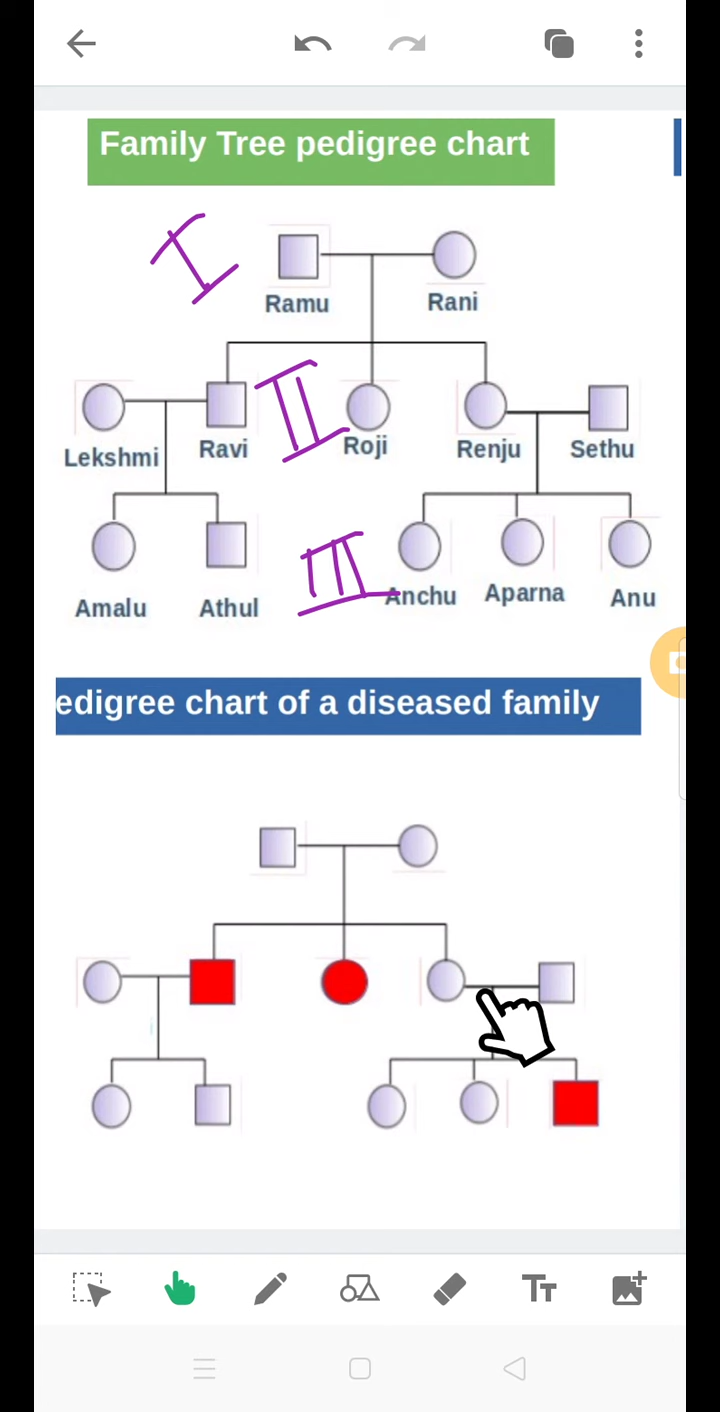 Family Tree pedigree chart
I
Ramu Rani
II
Lekshmi Ravi Roji Renju Sethu
III
Amalu Athul Anchu Aparna Anu
edigree chart of a diseased family
TT